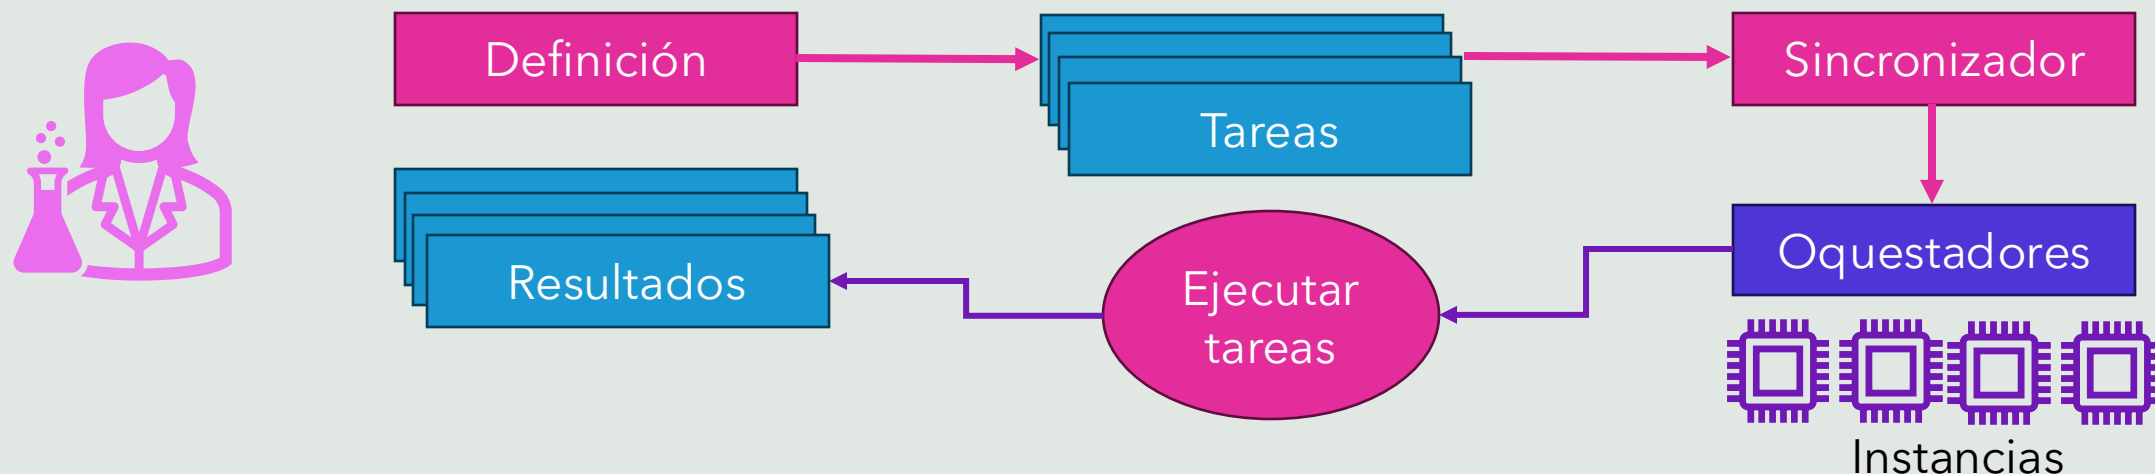 Definición
Tareas
Sincronizador
Oquestadores
Ejecutar
tareas
Resultados
Instancias